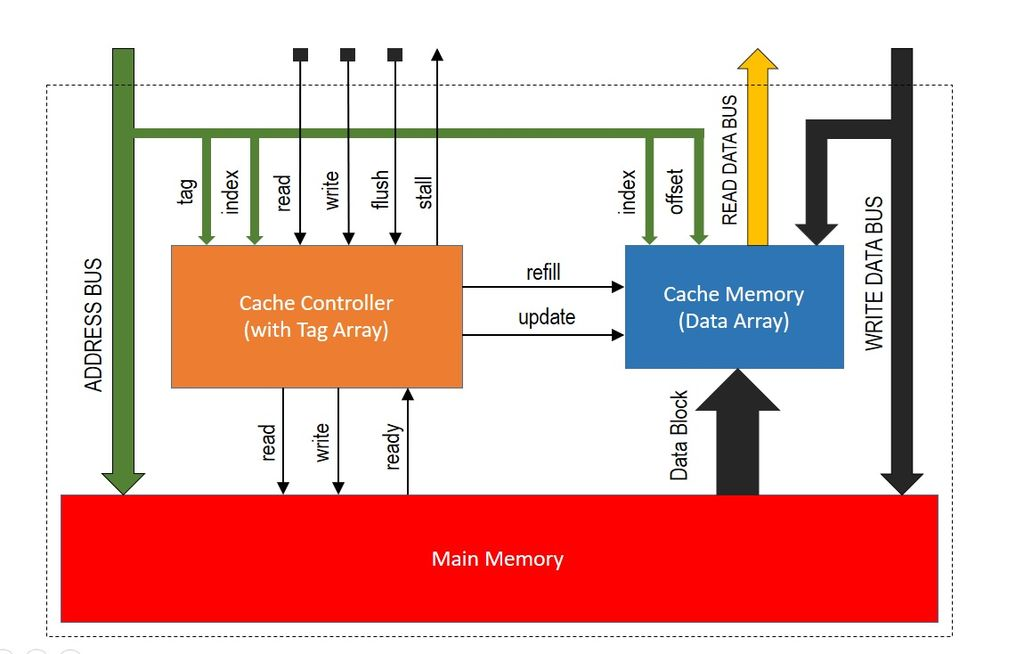 ADDRESS BUS
tag
index
read
write
flush
stall
index
offset
READ DATA BUS
WRITE DATA BUS
Cache Controller
(with Tag Array)
refill
update
Cache Memory
(Data Array)
read
write
ready
Data Block
Main Memory